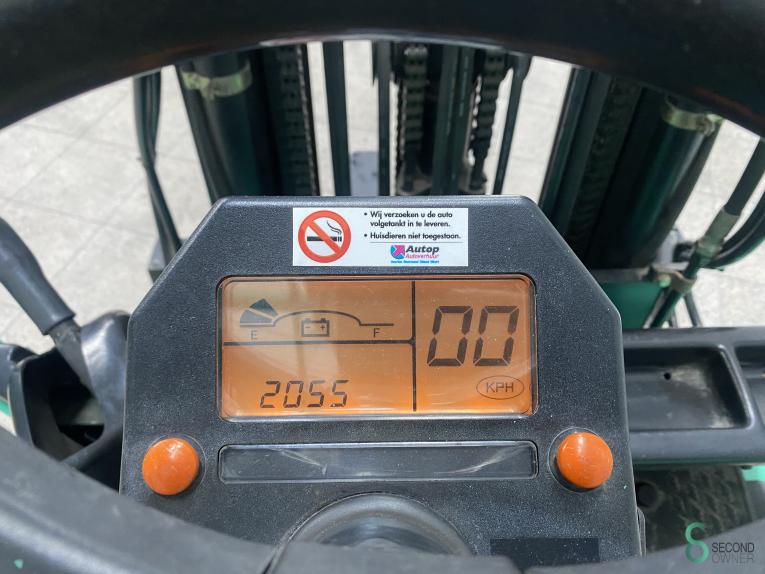 • Wij verzoeken u de auto
volgetankt in te leveren.
• Huisdieren niet toegestaan.
Autop
Autoverhuur
E
- +
F
00
2055
KPH
SECOND
OWNER